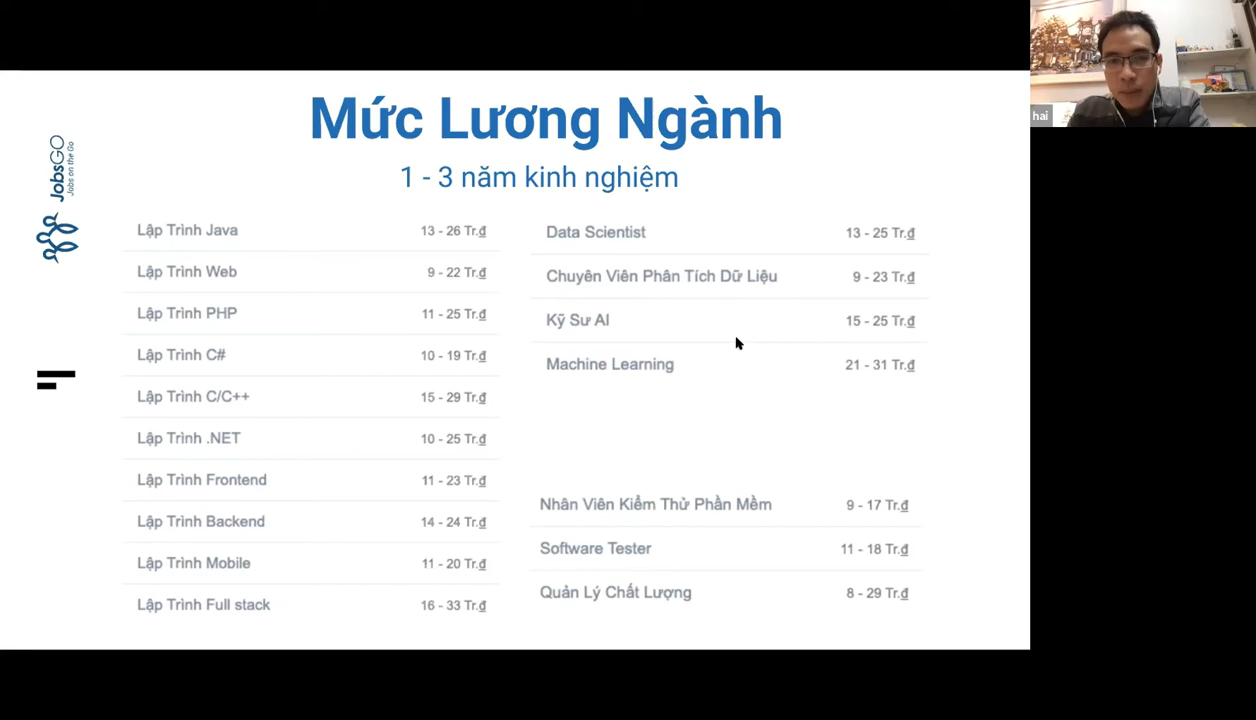 Mức Lương Ngành
1 - 3 năm kinh nghiệm
JobsGO
Jobs on the Go
Lập Trình Java 13 - 26 Tr.₫
Lập Trình Web 9 - 22 Tr.₫
Lập Trình PHP 11 - 25 Tr.₫
Lập Trình C# 10 - 19 Tr.₫
Lập Trình C/C++ 15 - 29 Tr.₫
Lập Trình .NET 10 - 25 Tr.₫
Lập Trình Frontend 11 - 23 Tr.₫
Lập Trình Backend 14 - 24 Tr.₫
Lập Trình Mobile 11 - 20 Tr.₫
Lập Trình Full stack 16 - 33 Tr.₫
Data Scientist 13 - 25 Tr.₫
Chuyên Viên Phân Tích Dữ Liệu 9 - 23 Tr.₫
Kỹ Sư AI 15 - 25 Tr.₫
Machine Learning 21 - 31 Tr.₫
Nhân Viên Kiểm Thử Phần Mềm 9 - 17 Tr.₫
Software Tester 11 - 18 Tr.₫
Quản Lý Chất Lượng 8 - 29 Tr.₫
hai